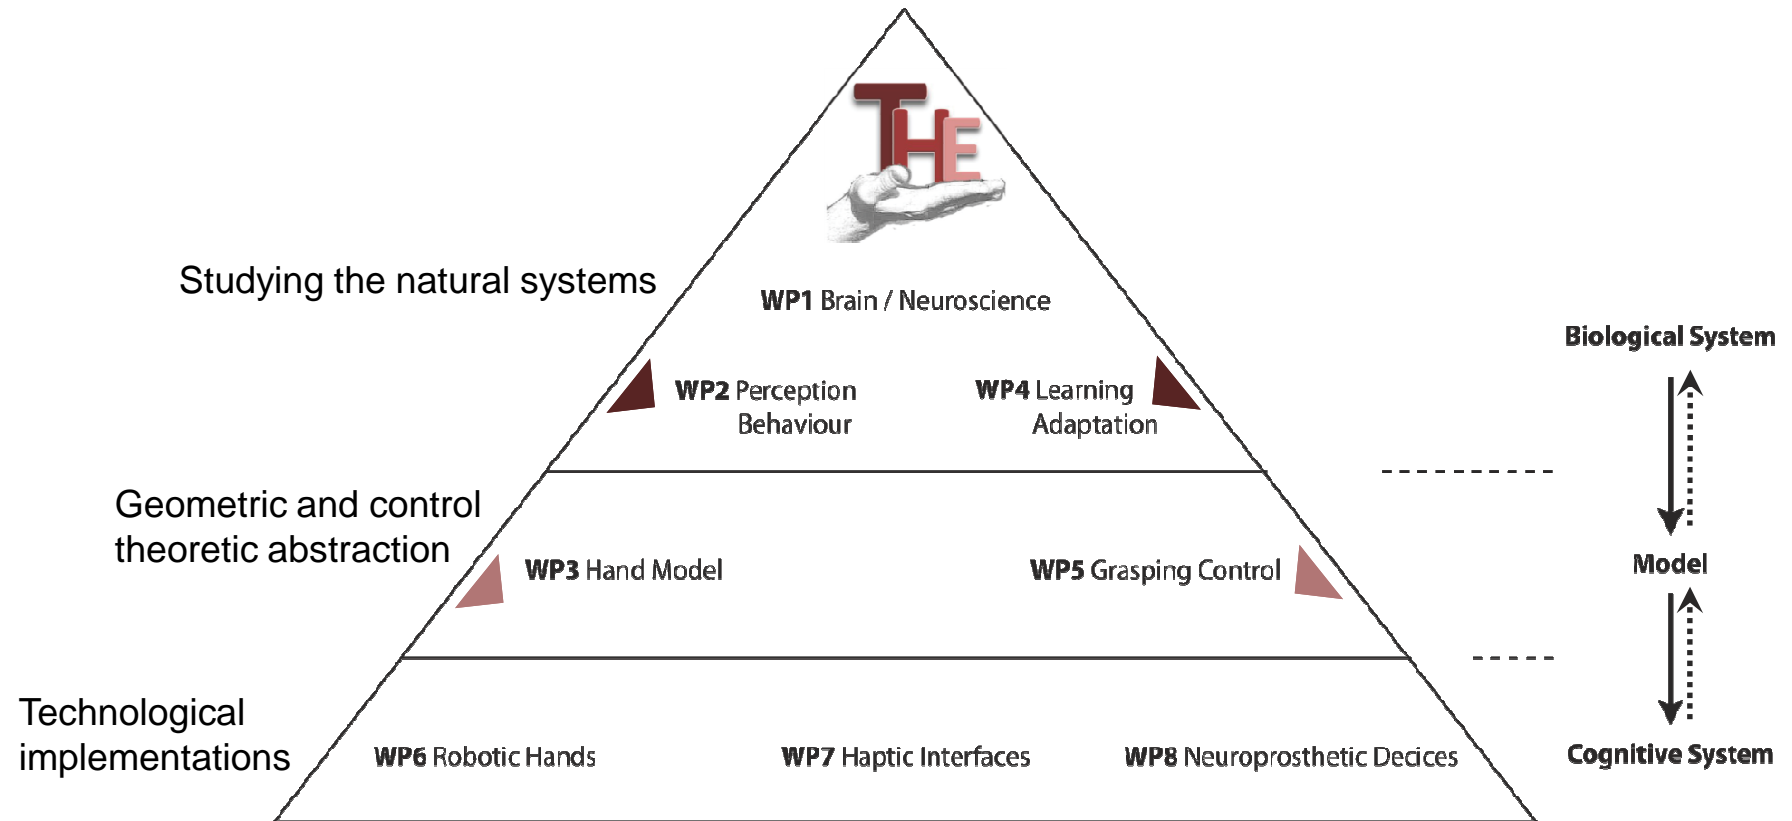 THE
Studying the natural systems
WP1 Brain / Neuroscience
Biological System
WP2 Perception
Behaviour
WP4 Learning
Adaptation
Geometric and control
theoretic abstraction
WP3 Hand Model
WP5 Grasping Control
Model
Technological
implementations
WP6 Robotic Hands
WP7 Haptic Interfaces
WP8 Neuroprosthetic Decices
Cognitive System